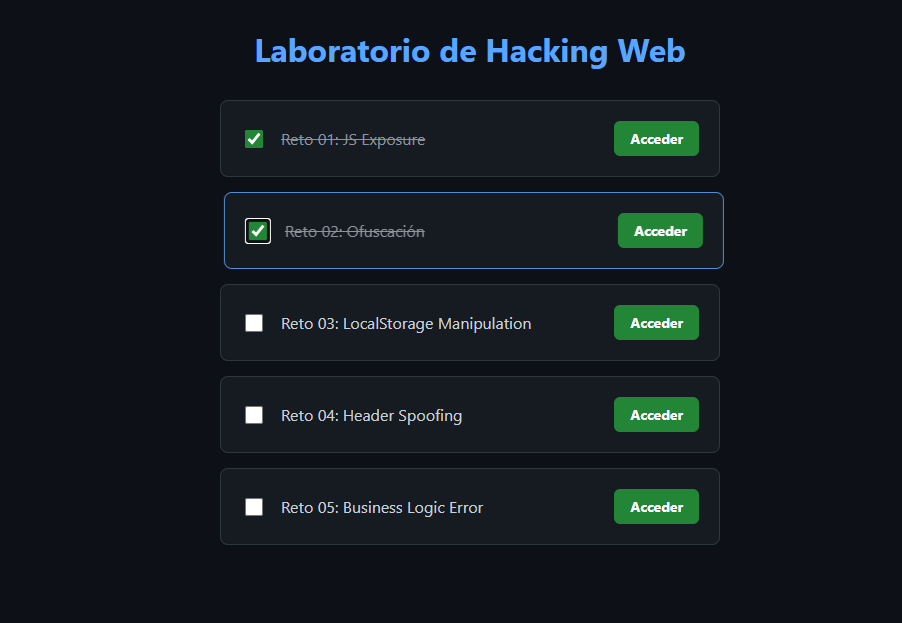 Laboratorio de Hacking Web
Reto 01: JS Exposure Acceder
Reto 02: Ofuscación Acceder
Reto 03: LocalStorage Manipulation Acceder
Reto 04: Header Spoofing Acceder
Reto 05: Business Logic Error Acceder